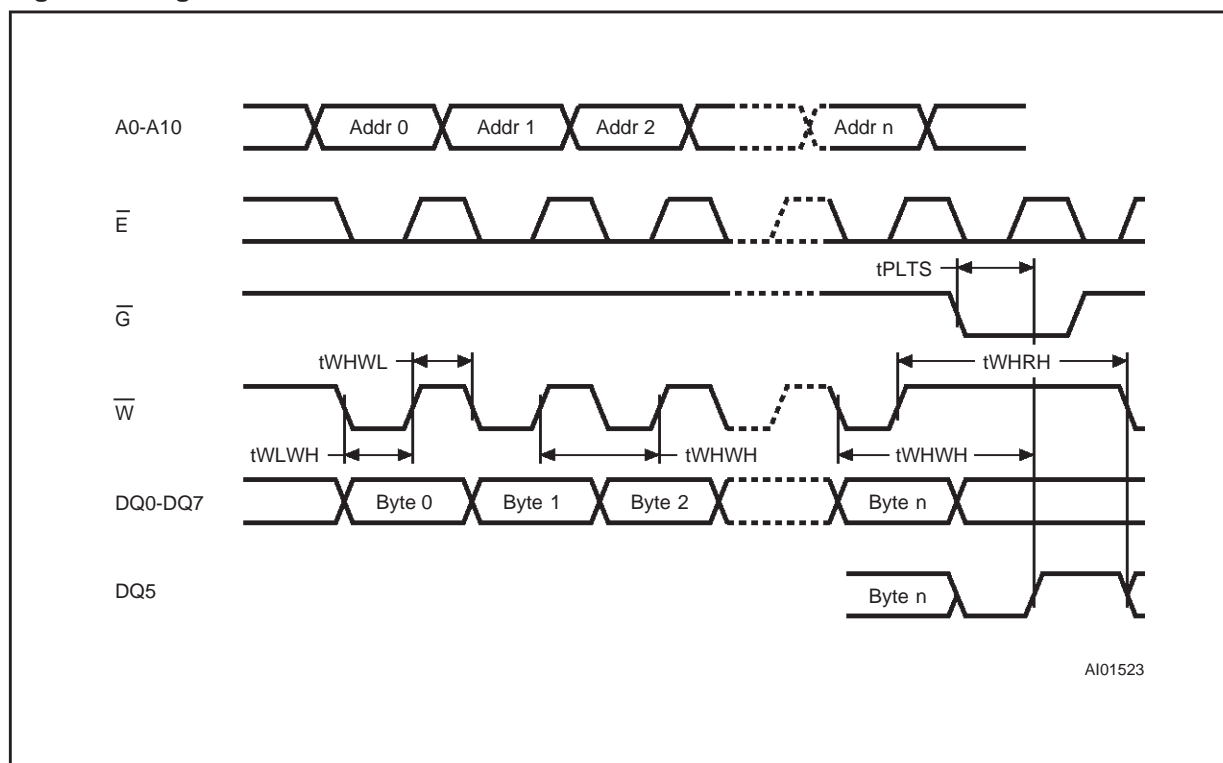 A0-A10
Addr 0 Addr 1 Addr 2 Addr n
E
tPLTS
G
tWHWL
tWHRH
W
tWLWH
tWHWH
tWHWH
DQ0-DQ7
Byte 0 Byte 1 Byte 2 Byte n
DQ5
Byte n
AI01523